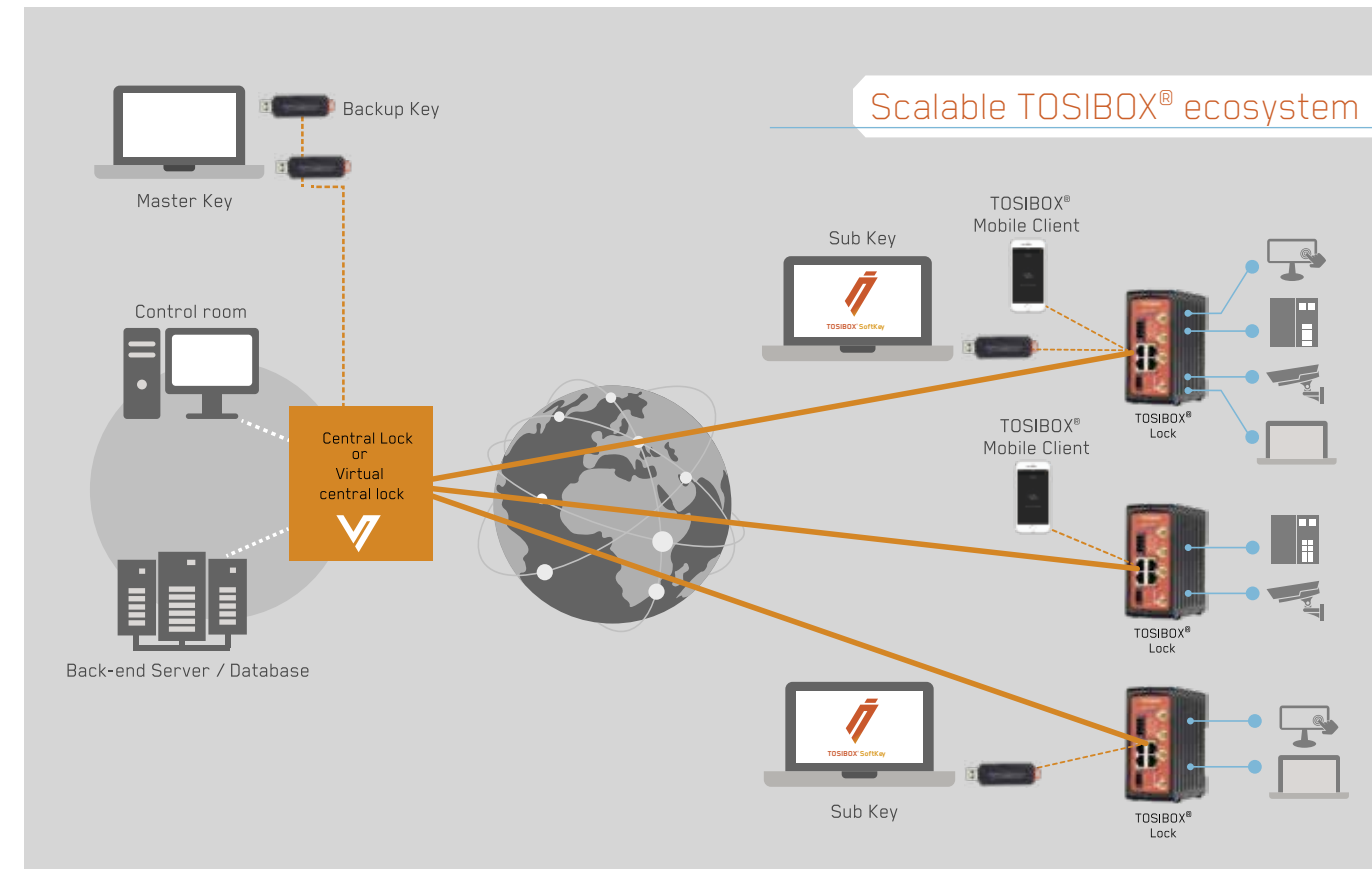 Scalable TOSIBOX® ecosystem
Backup Key
Master Key
Control room
Central Lock
or
Virtual
central lock
Back-end Server / Database
TOSIBOX®
Mobile Client
Sub Key
TOSIBOX® SoftKey
TOSIBOX®
Lock
TOSIBOX®
Mobile Client
TOSIBOX®
Lock
TOSIBOX® SoftKey
Sub Key
TOSIBOX®
Lock